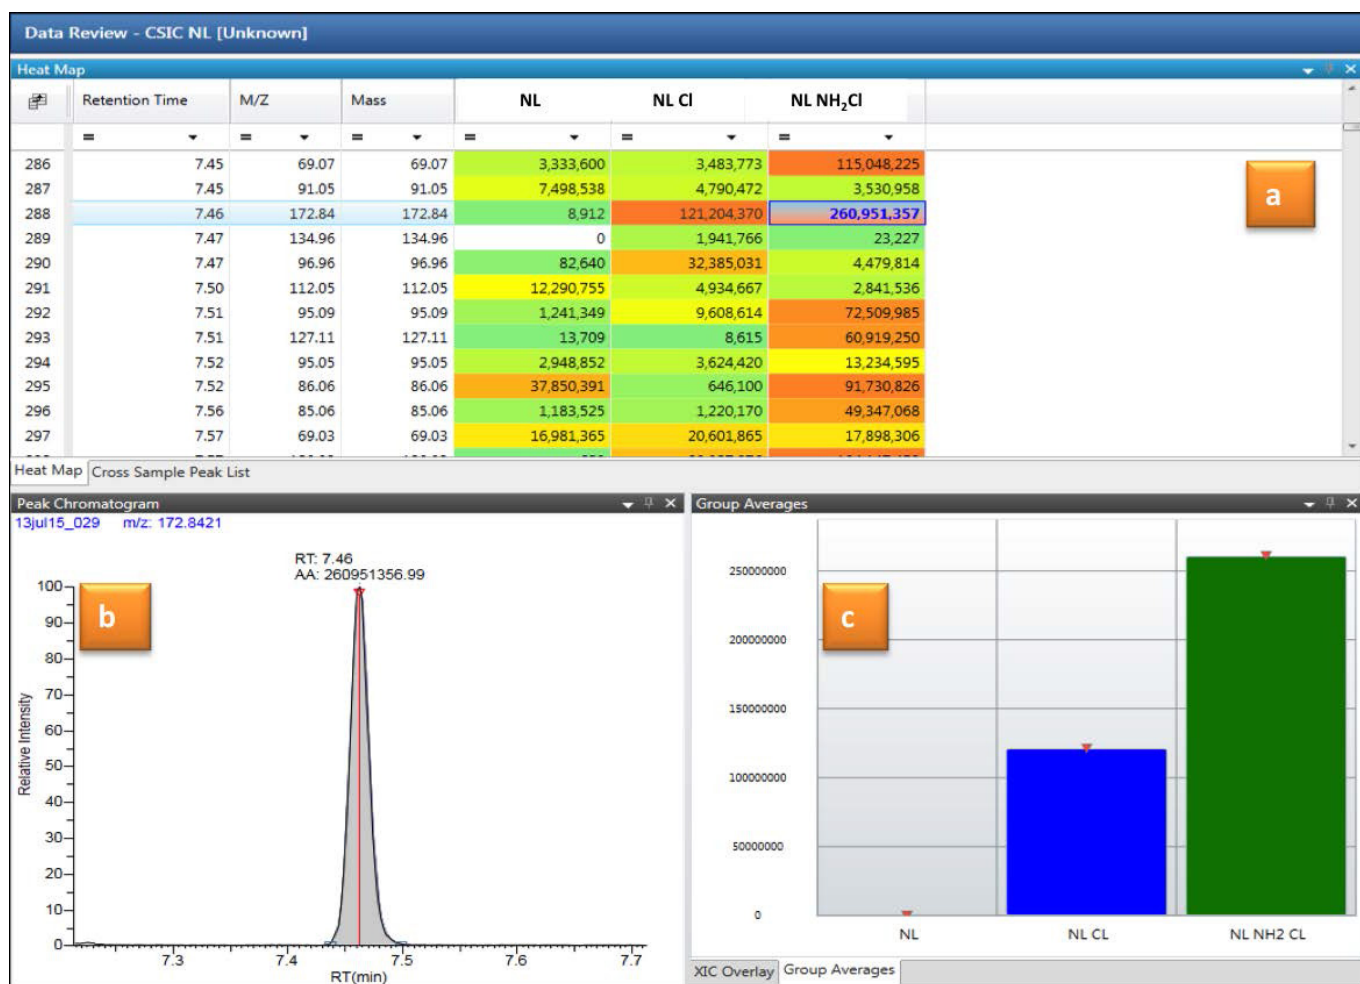 Data Review - CSIC NL [Unknown]
Heat Map
Retention Time M/Z Mass NL NL Cl NL NH₂Cl
= = = = = =
286 7.45 69.07 69.07 3,333,600 3,483,773 115,048,225
287 7.45 91.05 91.05 7,498,538 4,790,472 3,530,958
288 7.46 172.84 172.84 8,912 121,204,370 260,951,357
289 7.47 134.96 134.96 0 1,941,766 23,227
290 7.47 96.96 96.96 82,640 32,385,031 4,479,814
291 7.50 112.05 112.05 12,290,755 4,934,667 2,841,536
292 7.51 95.09 95.09 1,241,349 9,608,614 72,509,985
293 7.51 127.11 127.11 13,709 8,615 60,919,250
294 7.52 95.05 95.05 2,948,852 3,624,420 13,234,595
295 7.52 86.06 86.06 37,850,391 646,100 91,730,826
296 7.56 85.06 85.06 1,183,525 1,220,170 49,347,068
297 7.57 69.03 69.03 16,981,365 20,601,865 17,898,306
a
Heat Map Cross Sample Peak List
Peak Chromatogram
13jul15_029 m/z: 172.8421
RT: 7.46
AA: 260951356.99
b
100
90
80
70
60
50
40
30
20
10
0
Relative Intensity
7.3 7.4 7.5 7.6 7.7
RT(min)
Group Averages
c
250000000
200000000
150000000
100000000
50000000
0
NL NL CL NL NH2 CL
XIC Overlay Group Averages